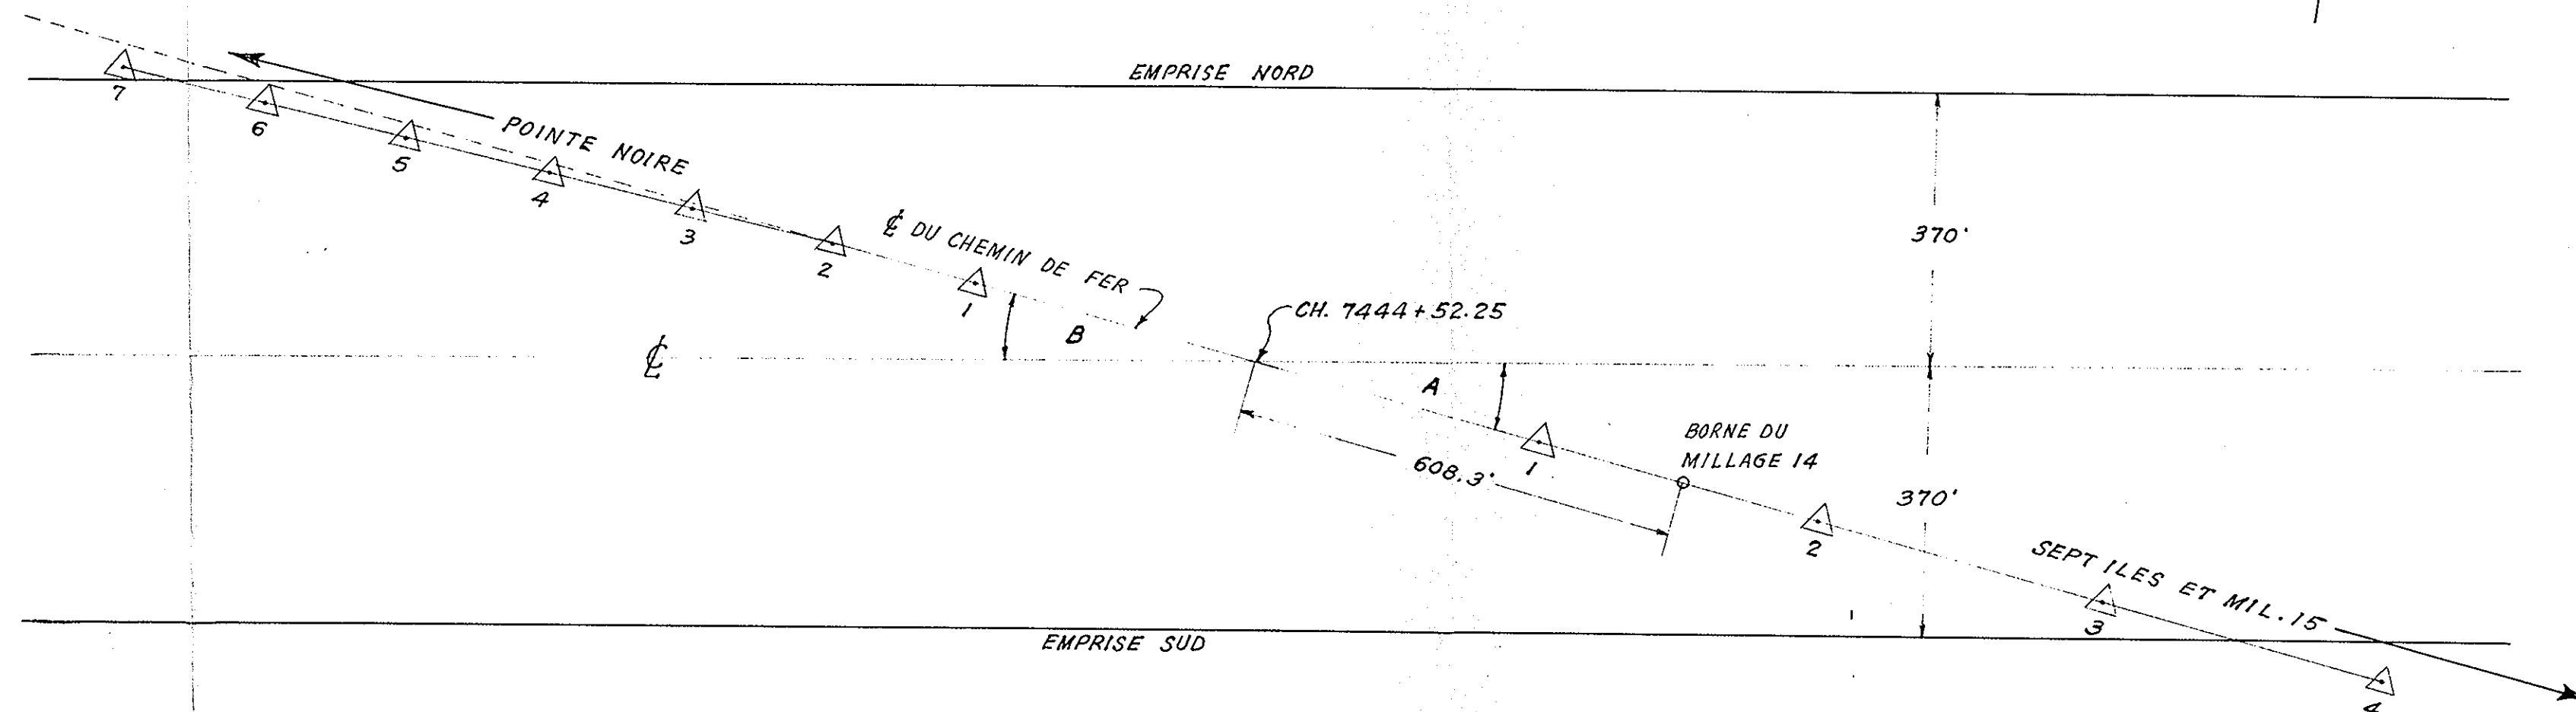 EMPRISE NORD
7
6
5
4
3
2
1
POINTE NOIRE
℄ DU CHEMIN DE FER
370'
CH. 7444+52.25
B
℄
A
BORNE DU
MILLAGE 14
608.3'
1
370'
2
SEPT ILES ET MIL.15
3
4
EMPRISE SUD